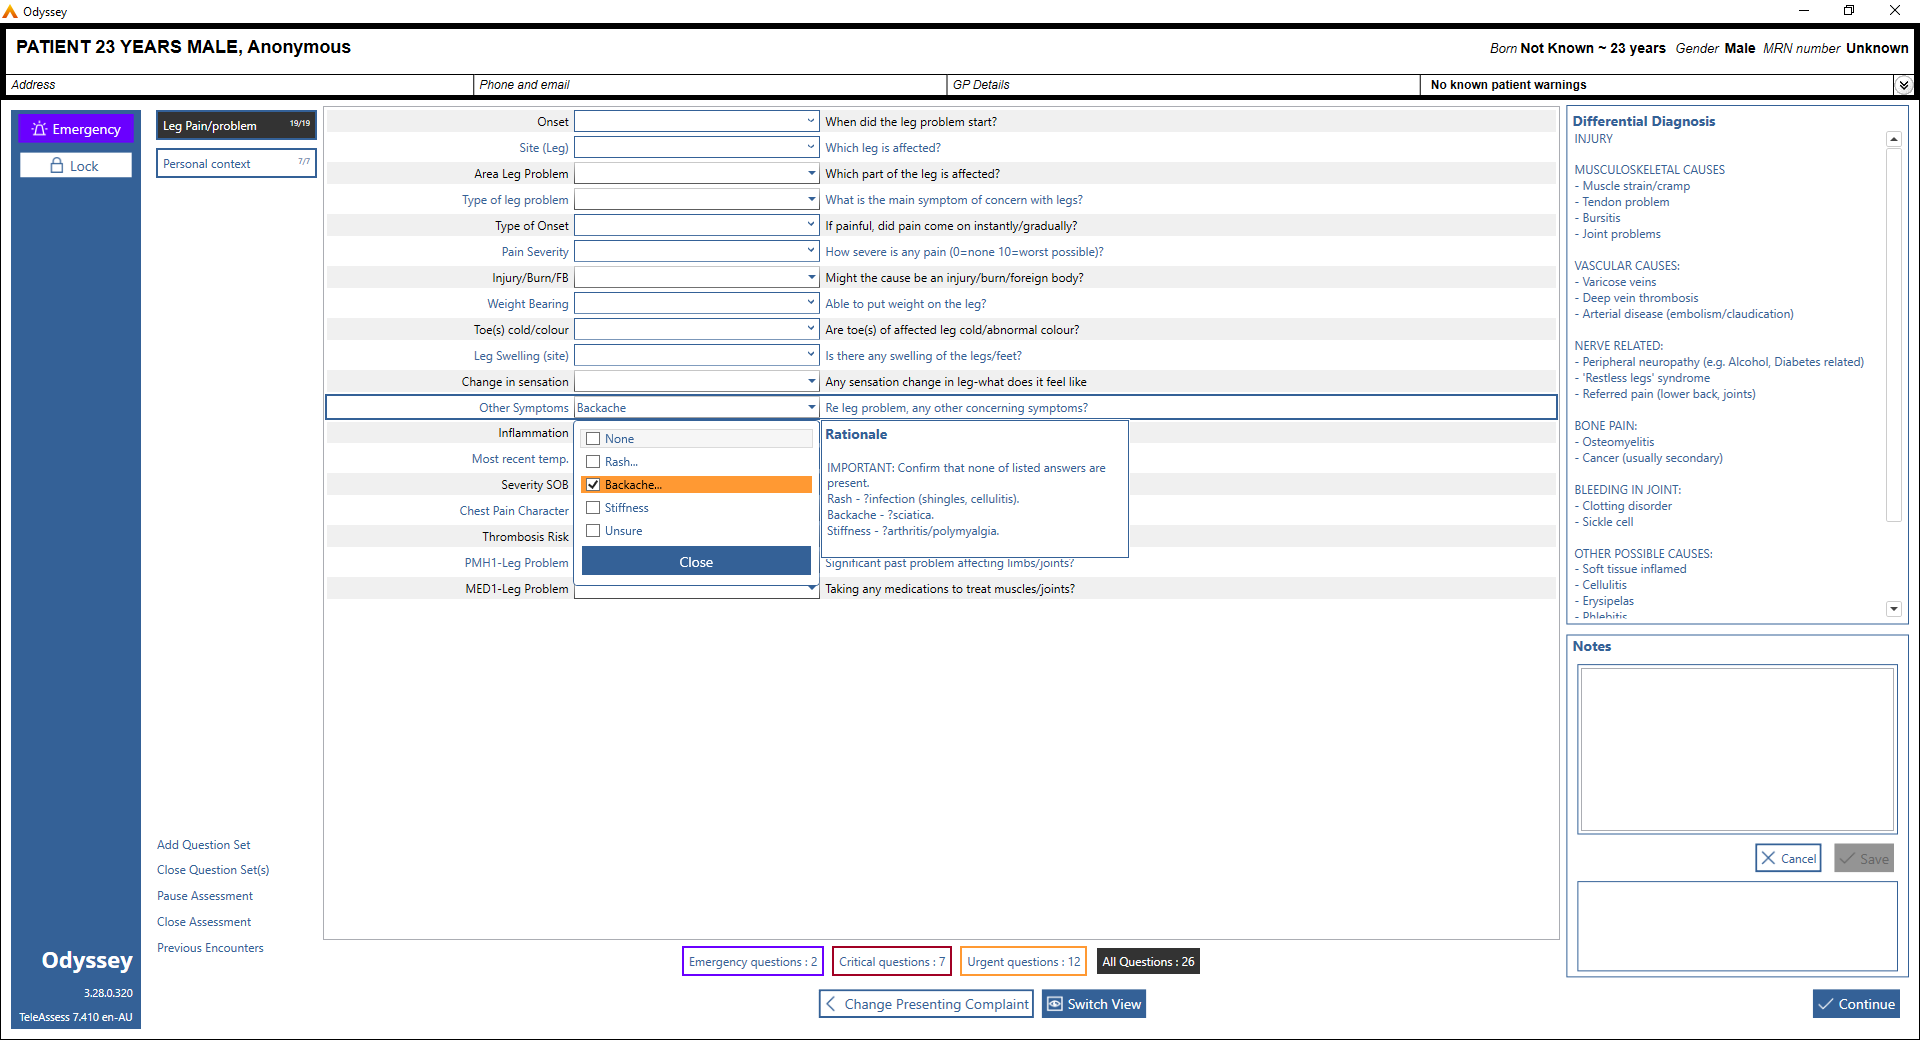 Odyssey
PATIENT 23 YEARS MALE, Anonymous
Born Not Known ~ 23 years Gender Male MRN number Unknown
Address
Phone and email
GP Details
No known patient warnings
Emergency
Lock
Leg Pain/problem 19/19
Personal context 7/7
Onset When did the leg problem start?
Site (Leg) Which leg is affected?
Area Leg Problem Which part of the leg is affected?
Type of leg problem What is the main symptom of concern with legs?
Type of Onset If painful, did pain come on instantly/gradually?
Pain Severity How severe is any pain (0=none 10=worst possible)?
Injury/Burn/FB Might the cause be an injury/burn/foreign body?
Weight Bearing Able to put weight on the leg?
Toe(s) cold/colour Are toe(s) of affected leg cold/abnormal colour?
Leg Swelling (site) Is there any swelling of the legs/feet?
Change in sensation Any sensation change in leg-what does it feel like
Other Symptoms Backache Re leg problem, any other concerning symptoms?
Inflammation
Most recent temp.
Severity SOB
Chest Pain Character
Thrombosis Risk
PMH1-Leg Problem Significant past problem affecting limbs/joints?
MED1-Leg Problem Taking any medications to treat muscles/joints?
None
Rash...
Backache...
Stiffness
Unsure
Close
Rationale
IMPORTANT: Confirm that none of listed answers are
present.
Rash - ?infection (shingles, cellulitis).
Backache - ?sciatica.
Stiffness - ?arthritis/polymyalgia.
Differential Diagnosis
INJURY
MUSCULOSKELETAL CAUSES
- Muscle strain/cramp
- Tendon problem
- Bursitis
- Joint problems
VASCULAR CAUSES:
- Varicose veins
- Deep vein thrombosis
- Arterial disease (embolism/claudication)
NERVE RELATED:
- Peripheral neuropathy (e.g. Alcohol, Diabetes related)
- 'Restless legs' syndrome
- Referred pain (lower back, joints)
BONE PAIN:
- Osteomyelitis
- Cancer (usually secondary)
BLEEDING IN JOINT:
- Clotting disorder
- Sickle cell
OTHER POSSIBLE CAUSES:
- Soft tissue inflamed
- Cellulitis
- Erysipelas
- Phlebitis
Notes
Cancel
Save
Add Question Set
Close Question Set(s)
Pause Assessment
Close Assessment
Previous Encounters
Odyssey
3.28.0.320
TeleAssess 7.410 en-AU
Emergency questions : 2
Critical questions : 7
Urgent questions : 12
All Questions : 26
Change Presenting Complaint
Switch View
Continue